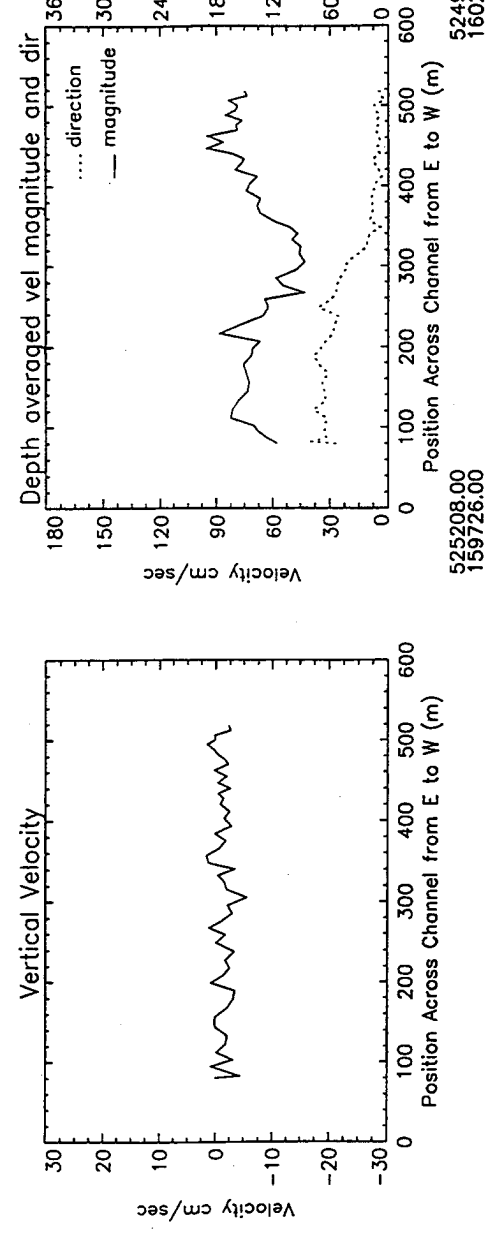 Vertical Velocity
Velocity cm/sec
30
20
10
0
-10
-20
-30
0 100 200 300 400 500 600
Position Across Channel from E to W (m)
Depth averaged vel magnitude and dir
..... direction
— magnitude
Velocity cm/sec
180
150
120
90
60
30
0
0 100 200 300 400 500 600
Position Across Channel from E to W (m)
60
0
525208.00
159726.00